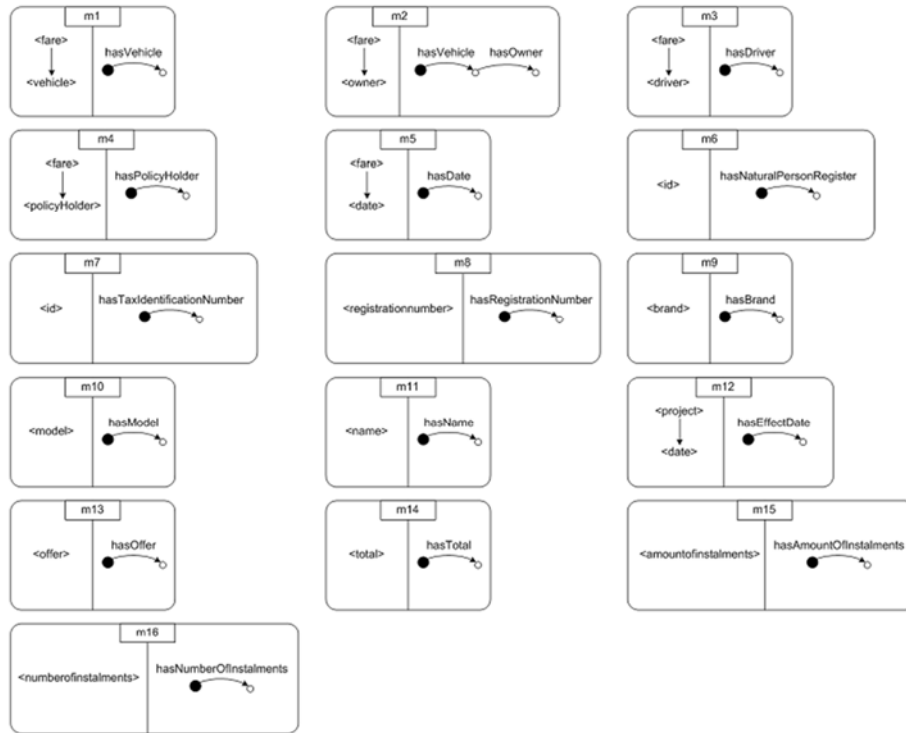 m1
<fare>
<vehicle>
hasVehicle
m2
<fare>
<owner>
hasVehicle
hasOwner
m3
<fare>
<driver>
hasDriver
m4
<fare>
<policyHolder>
hasPolicyHolder
m5
<fare>
<date>
hasDate
m6
<id>
hasNaturalPersonRegister
m7
<id>
hasTaxIdentificationNumber
m8
<registrationnumber>
hasRegistrationNumber
m9
<brand>
hasBrand
m10
<model>
hasModel
m11
<name>
hasName
m12
<project>
<date>
hasEffectDate
m13
<offer>
hasOffer
m14
<total>
hasTotal
m15
<amountofinstalments>
hasAmountOfInstalments
m16
<numberofinstalments>
hasNumberOfInstalments